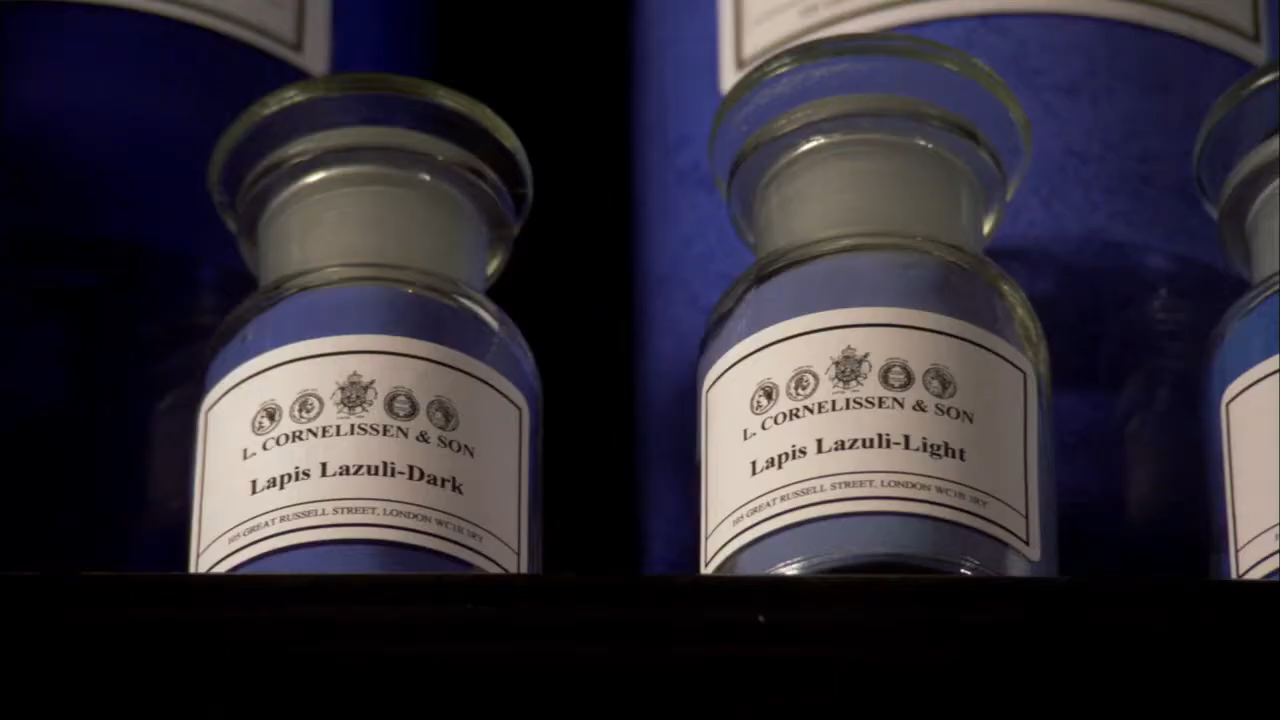 L. CORNELISSEN & SON
Lapis Lazuli-Dark
105 GREAT RUSSELL STREET, LONDON WC1B 3RY
L. CORNELISSEN & SON
Lapis Lazuli-Light
105 GREAT RUSSELL STREET, LONDON WC1B 3RY